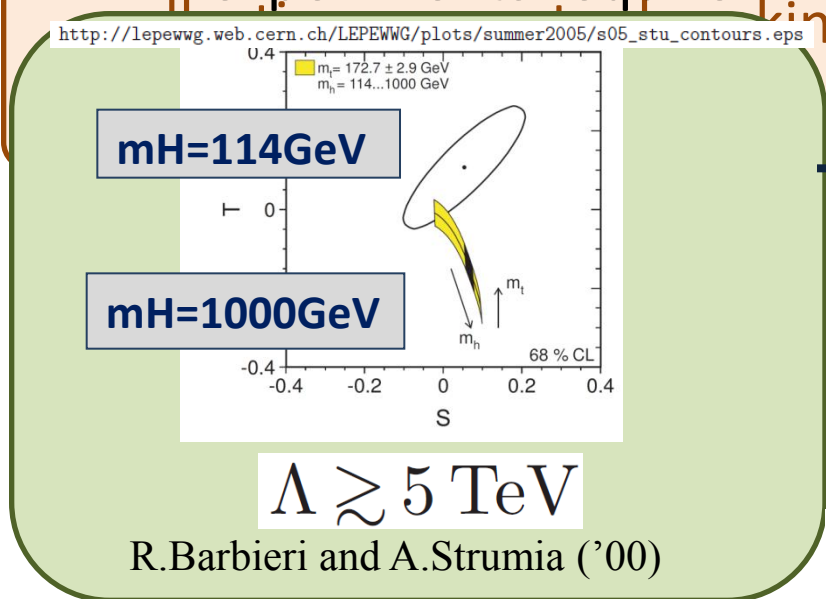 http://lepewwg.web.cern.ch/LEPEWWG/plots/summer2005/s05_stu_contours.eps
0.4
m_t= 172.7 ± 2.9 GeV
m_h= 114...1000 GeV
mH=114GeV
T
0
mH=1000GeV
m_t
m_h
68 % CL
-0.4
-0.4 -0.2 0 0.2 0.4
S
Λ ≳ 5 TeV
R.Barbieri and A.Strumia (’00)